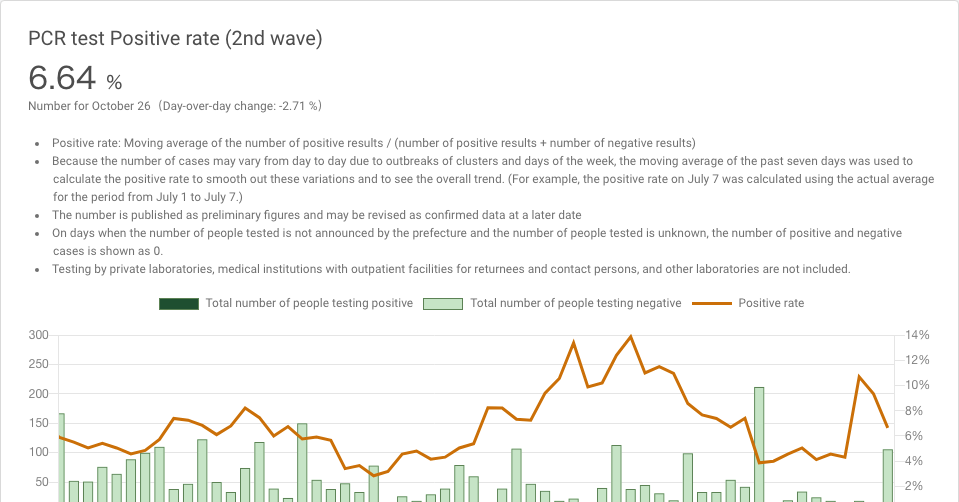 PCR test Positive rate (2nd wave)
6.64 %
Number for October 26 （Day-over-day change: -2.71 %）
• Positive rate: Moving average of the number of positive results / (number of positive results + number of negative results)
• Because the number of cases may vary from day to day due to outbreaks of clusters and days of the week, the moving average of the past seven days was used to
calculate the positive rate to smooth out these variations and to see the overall trend. (For example, the positive rate on July 7 was calculated using the actual average
for the period from July 1 to July 7.)
• The number is published as preliminary figures and may be revised as confirmed data at a later date
• On days when the number of people tested is not announced by the prefecture and the number of people tested is unknown, the number of positive and negative
cases is shown as 0.
• Testing by private laboratories, medical institutions with outpatient facilities for returnees and contact persons, and other laboratories are not included.
Total number of people testing positive Total number of people testing negative Positive rate
300 14%
250 12%
200 10%
150 8%
100 6%
50 4%
2%